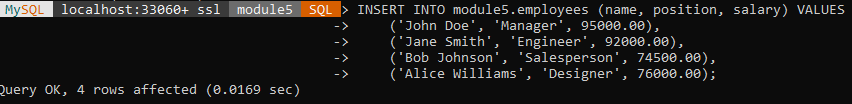 MySQL localhost:33060+ ssl module5 SQL > INSERT INTO module5.employees (name, position, salary) VALUES
-> ('John Doe', 'Manager', 95000.00),
-> ('Jane Smith', 'Engineer', 92000.00),
-> ('Bob Johnson', 'Salesperson', 74500.00),
-> ('Alice Williams', 'Designer', 76000.00);
Query OK, 4 rows affected (0.0169 sec)